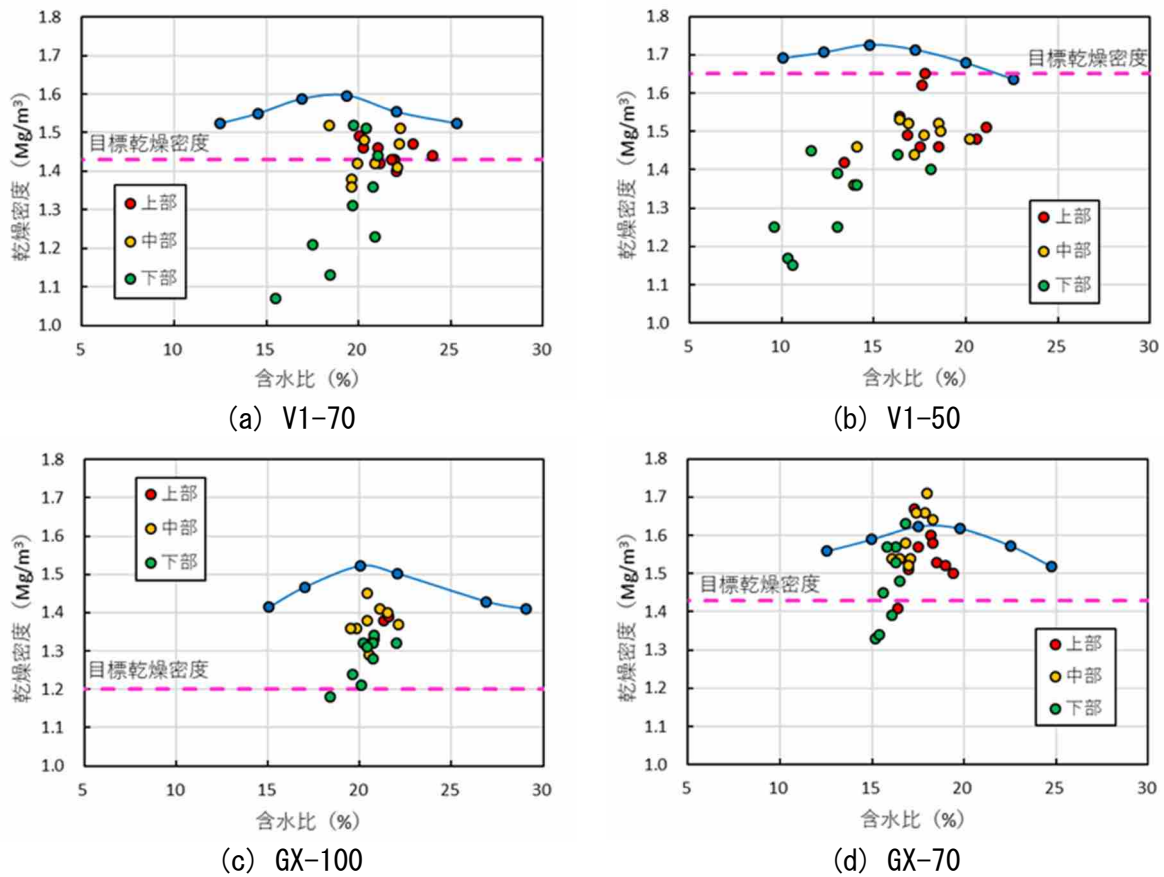 1.8
1.7
1.6
1.5
1.4
1.3
1.2
1.1
1.0
乾燥密度（Mg/m³）
目標乾燥密度
上部
中部
下部
5 10 15 20 25 30
含水比（%）
(a) V1-70
1.8
1.7
1.6
1.5
1.4
1.3
1.2
1.1
1.0
乾燥密度（Mg/m³）
目標乾燥密度
上部
中部
下部
5 10 15 20 25 30
含水比（%）
(b) V1-50
1.8
1.7
1.6
1.5
1.4
1.3
1.2
1.1
1.0
乾燥密度（Mg/m³）
上部
中部
下部
目標乾燥密度
5 10 15 20 25 30
含水比（%）
(c) GX-100
1.8
1.7
1.6
1.5
1.4
1.3
1.2
1.1
1.0
乾燥密度（Mg/m³）
目標乾燥密度
上部
中部
下部
5 10 15 20 25 30
含水比（%）
(d) GX-70